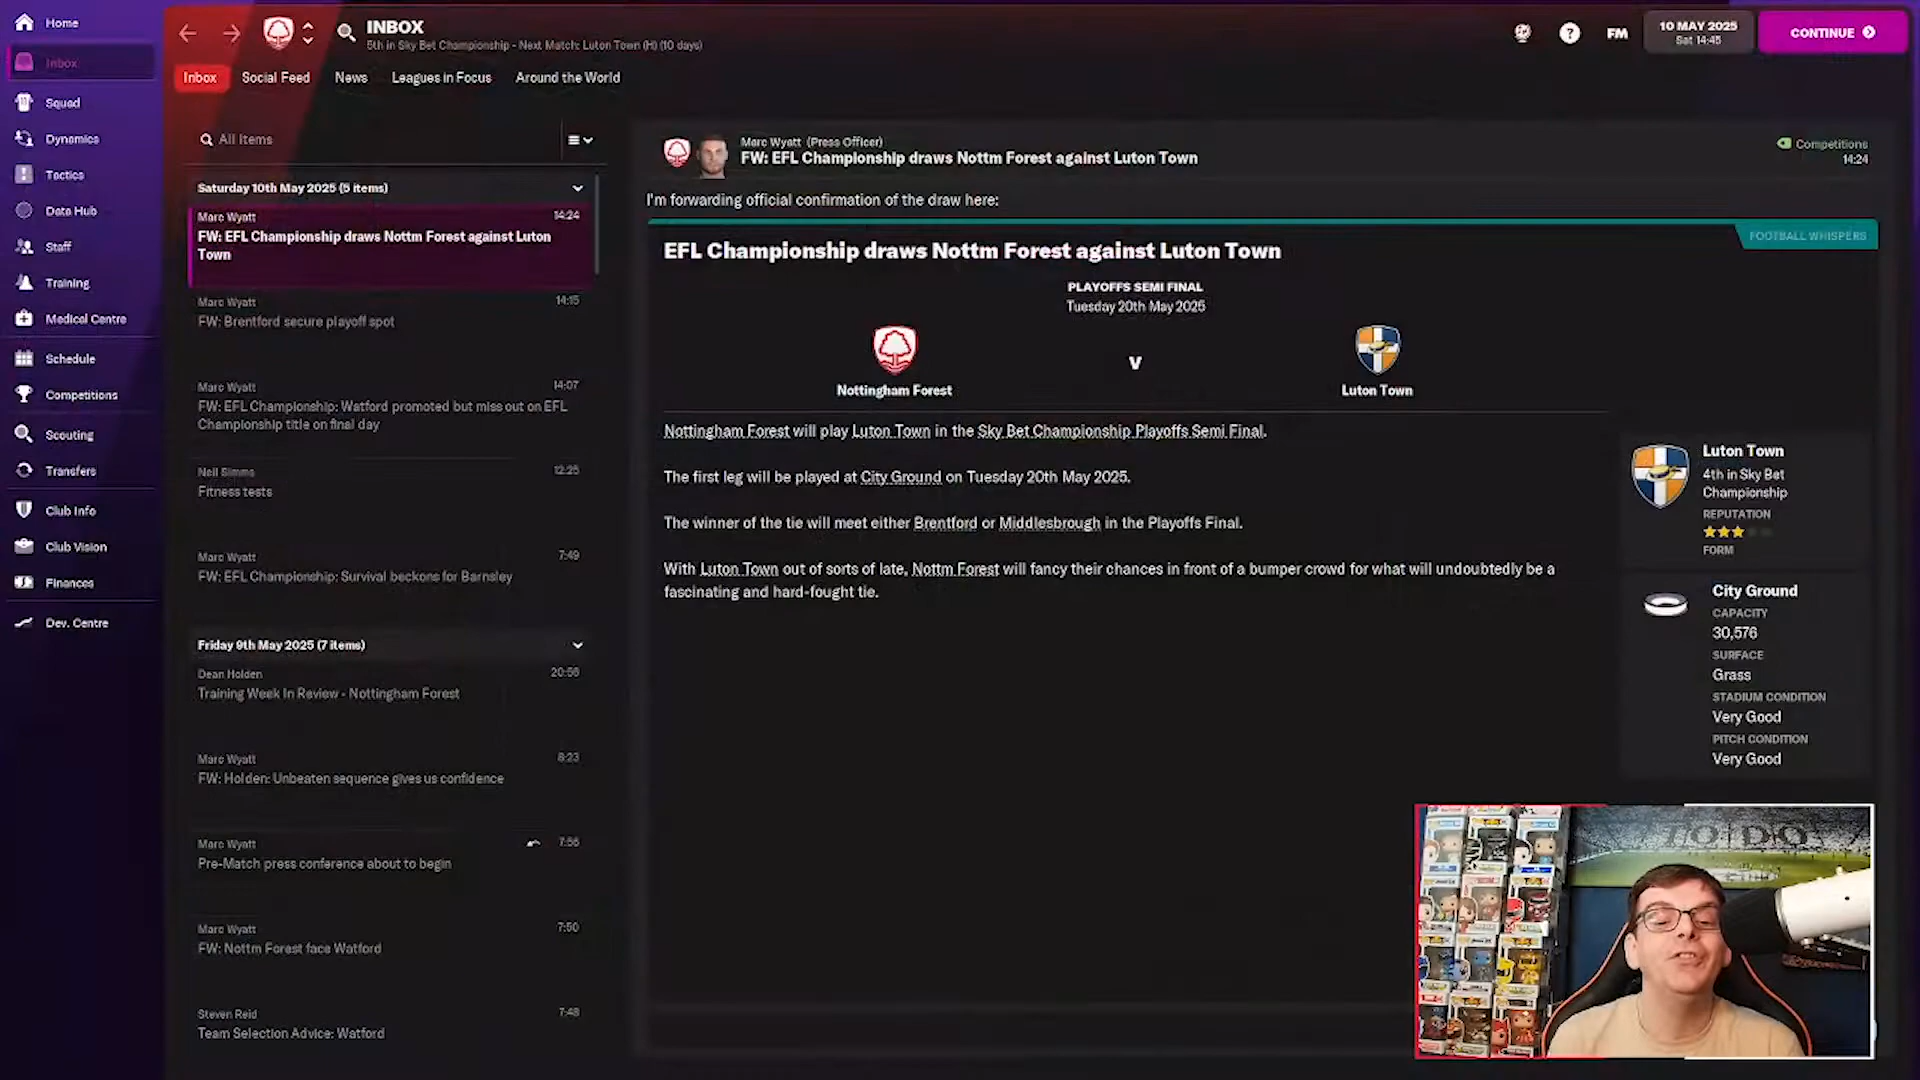 Home
INBOX
5th in Sky Bet Championship - Next Match: Luton Town (H) (10 days)
FM
10 MAY 2025
Sat 14:45
CONTINUE
Inbox
Squad
Dynamics
Tactics
Data Hub
Staff
Training
Medical Centre
Schedule
Competitions
Scouting
Transfers
Club Info
Club Vision
Finances
Dev. Centre
Inbox Social Feed News Leagues in Focus Around the World
All Items
Saturday 10th May 2025 (5 items)
Marc Wyatt 14:24
FW: EFL Championship draws Nottm Forest against Luton
Town
Marc Wyatt 14:15
FW: Brentford secure playoff spot
Marc Wyatt 14:07
FW: EFL Championship: Watford promoted but miss out on EFL
Championship title on final day
Neil Simms 12:25
Fitness tests
Marc Wyatt 7:49
FW: EFL Championship: Survival beckons for Barnsley
Friday 9th May 2025 (7 items)
Dean Holden 20:56
Training Week In Review - Nottingham Forest
Marc Wyatt 8:23
FW: Holden: Unbeaten sequence gives us confidence
Marc Wyatt 7:56
Pre-Match press conference about to begin
Marc Wyatt 7:50
FW: Nottm Forest face Watford
Steven Reid 7:48
Team Selection Advice: Watford
Marc Wyatt (Press Officer)
FW: EFL Championship draws Nottm Forest against Luton Town
Competitions
14:24
I'm forwarding official confirmation of the draw here:
FOOTBALL WHISPERS
EFL Championship draws Nottm Forest against Luton Town
PLAYOFFS SEMI FINAL
Tuesday 20th May 2025
V
Nottingham Forest Luton Town
Nottingham Forest will play Luton Town in the Sky Bet Championship Playoffs Semi Final.
The first leg will be played at City Ground on Tuesday 20th May 2025.
The winner of the tie will meet either Brentford or Middlesbrough in the Playoffs Final.
With Luton Town out of sorts of late, Nottm Forest will fancy their chances in front of a bumper crowd for what will undoubtedly be a
fascinating and hard-fought tie.
Luton Town
4th in Sky Bet
Championship
REPUTATION
FORM
City Ground
CAPACITY
30,576
SURFACE
Grass
STADIUM CONDITION
Very Good
PITCH CONDITION
Very Good
TO DO